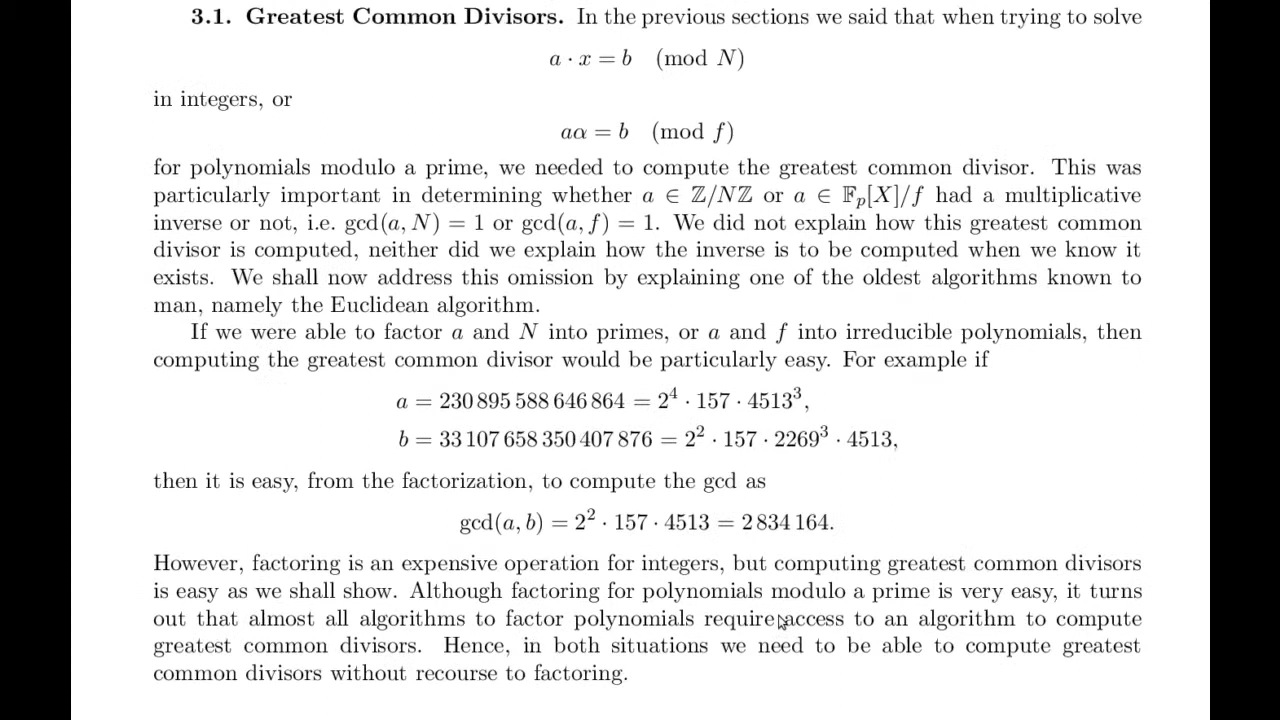 3.1. Greatest Common Divisors. In the previous sections we said that when trying to solve
a · x = b (mod N)
in integers, or
aα = b (mod f)
for polynomials modulo a prime, we needed to compute the greatest common divisor. This was
particularly important in determining whether a ∈ ℤ/Nℤ or a ∈ 𝔽ₚ[X]/f had a multiplicative
inverse or not, i.e. gcd(a, N) = 1 or gcd(a, f) = 1. We did not explain how this greatest common
divisor is computed, neither did we explain how the inverse is to be computed when we know it
exists. We shall now address this omission by explaining one of the oldest algorithms known to
man, namely the Euclidean algorithm.
If we were able to factor a and N into primes, or a and f into irreducible polynomials, then
computing the greatest common divisor would be particularly easy. For example if
a = 230 895 588 646 864 = 2⁴ · 157 · 4513³,
b = 33 107 658 350 407 876 = 2² · 157 · 2269³ · 4513,
then it is easy, from the factorization, to compute the gcd as
gcd(a, b) = 2² · 157 · 4513 = 2 834 164.
However, factoring is an expensive operation for integers, but computing greatest common divisors
is easy as we shall show. Although factoring for polynomials modulo a prime is very easy, it turns
out that almost all algorithms to factor polynomials require access to an algorithm to compute
greatest common divisors. Hence, in both situations we need to be able to compute greatest
common divisors without recourse to factoring.